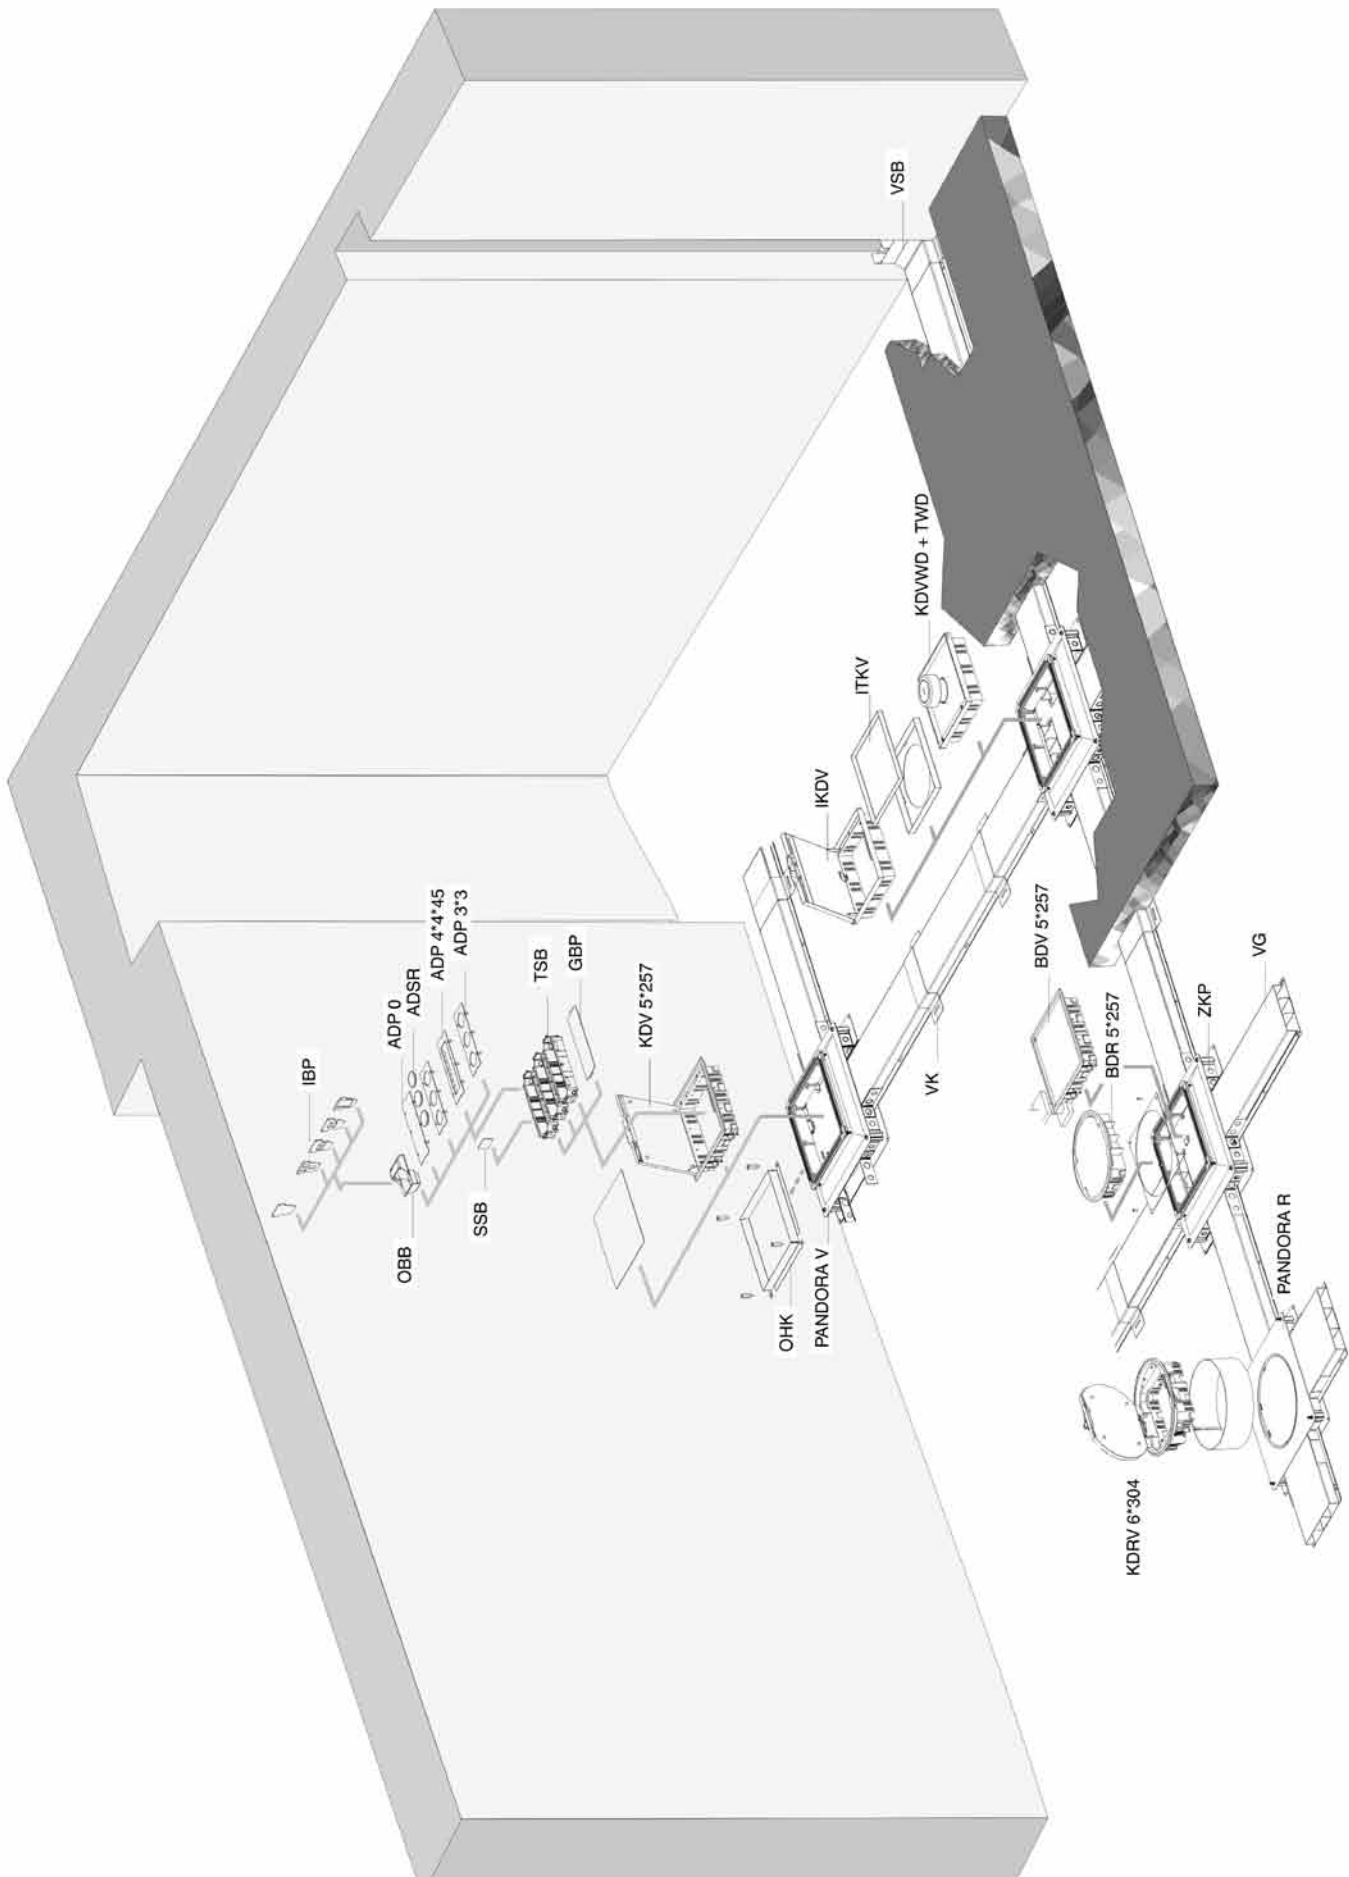 IBP
ADP 0
ADSR
ADP 4*4*45
ADP 3*3
OBB
SSB
TSB
GBP
KDV 5*257
OHK
PANDORA V
VK
IKDV
ITKV
KDVWD + TWD
VSB
BDV 5*257
BDR 5*257
ZKP
VG
PANDORA R
KDRV 6*304